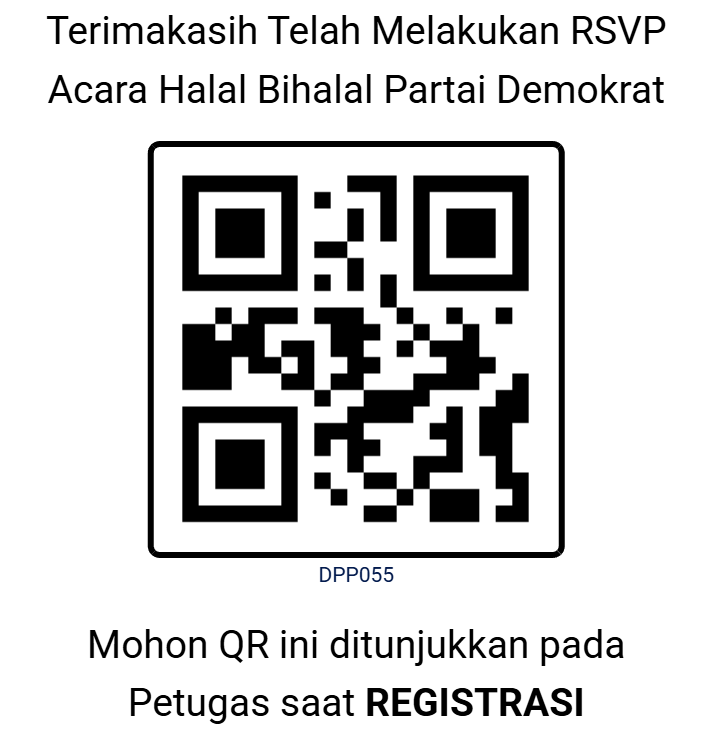 Terimakasih Telah Melakukan RSVP
Acara Halal Bihalal Partai Demokrat
DPP055
Mohon QR ini ditunjukkan pada
Petugas saat REGISTRASI